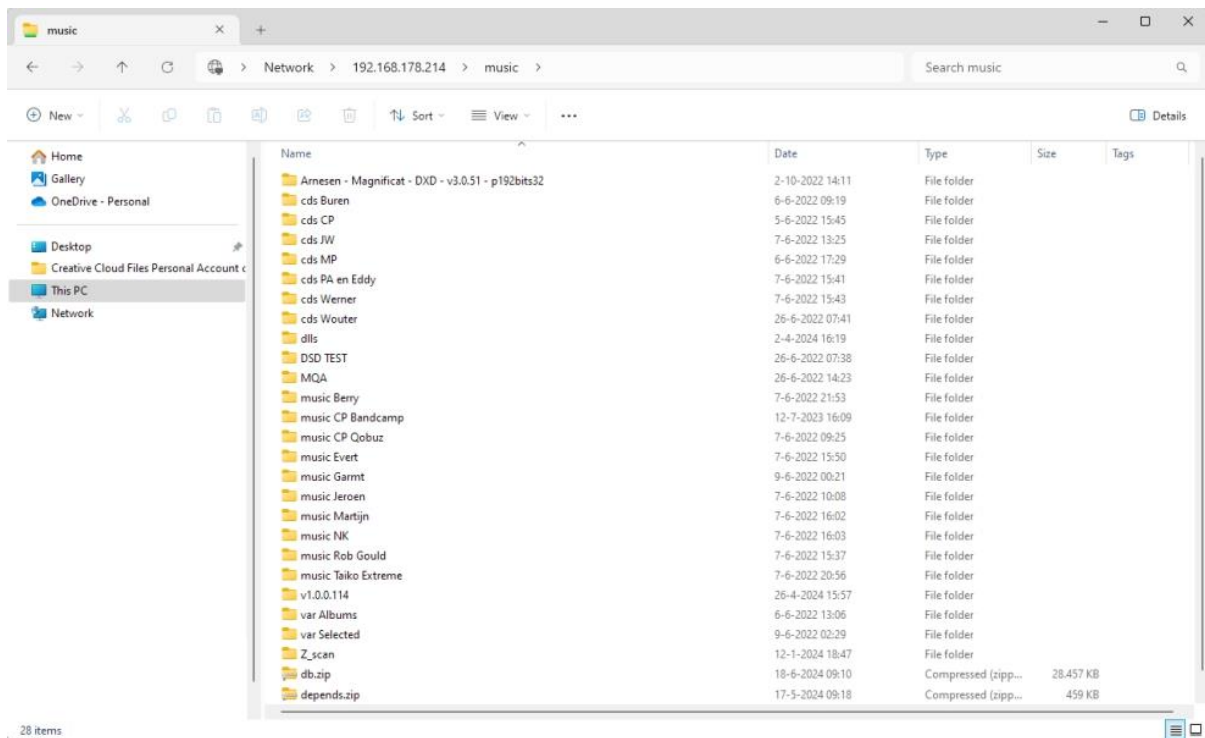 music
Network > 192.168.178.214 > music >
Search music
New
Sort
View
Details
Home
Gallery
OneDrive - Personal
Desktop
Creative Cloud Files Personal Account
This PC
Network
Name Date Type Size Tags
Arnesen - Magnificat - DXD - v3.0.51 - p192bits32 2-10-2022 14:11 File folder
cds Buren 6-6-2022 09:19 File folder
cds CP 5-6-2022 15:45 File folder
cds JW 7-6-2022 13:25 File folder
cds MP 6-6-2022 17:29 File folder
cds PA en Eddy 7-6-2022 15:41 File folder
cds Werner 7-6-2022 15:43 File folder
cds Wouter 26-6-2022 07:41 File folder
dlls 2-4-2024 16:19 File folder
DSD TEST 26-6-2022 07:38 File folder
MQA 26-6-2022 14:23 File folder
music Berry 7-6-2022 21:53 File folder
music CP Bandcamp 12-7-2023 16:09 File folder
music CP Qobuz 7-6-2022 09:25 File folder
music Evert 7-6-2022 15:50 File folder
music Garmt 9-6-2022 00:21 File folder
music Jeroen 7-6-2022 10:08 File folder
music Martijn 7-6-2022 16:02 File folder
music NK 7-6-2022 16:03 File folder
music Rob Gould 7-6-2022 15:37 File folder
music Taiko Extreme 7-6-2022 20:56 File folder
v1.0.0.114 26-4-2024 15:57 File folder
var Albums 6-6-2022 13:06 File folder
var Selected 9-6-2022 02:29 File folder
Z_scan 12-1-2024 18:47 File folder
db.zip 18-6-2024 09:10 Compressed (zipp... 28.457 KB
depends.zip 17-5-2024 09:18 Compressed (zipp... 459 KB
28 items